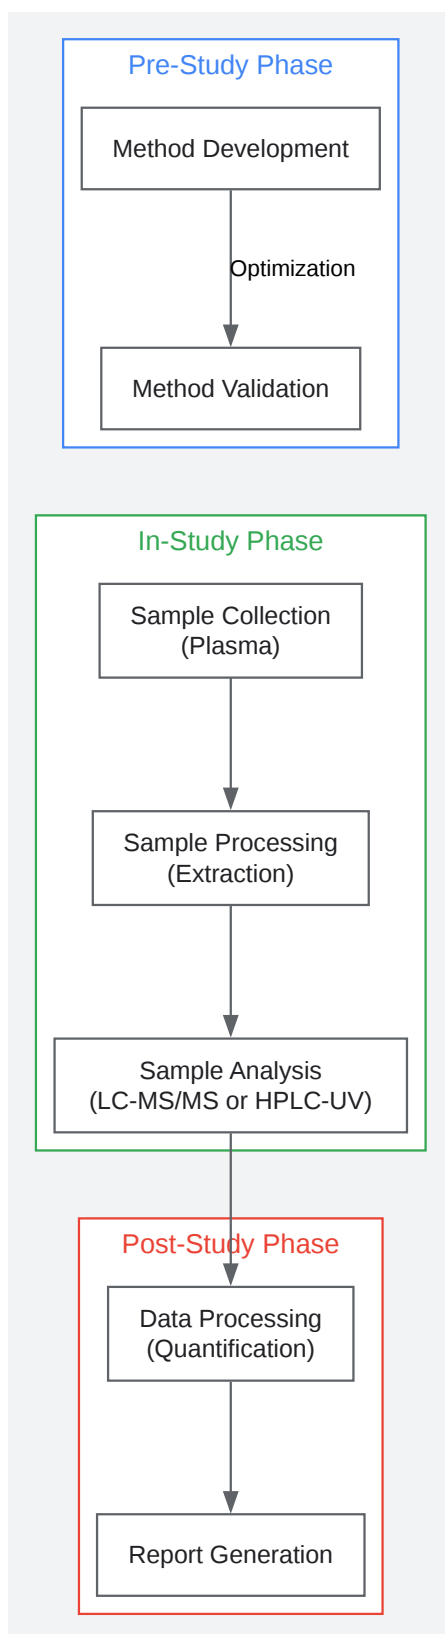 Pre-Study Phase
Method Development
Optimization
Method Validation
In-Study Phase
Sample Collection
(Plasma)
Sample Processing
(Extraction)
Sample Analysis
(LC-MS/MS or HPLC-UV)
Post-Study Phase
Data Processing
(Quantification)
Report Generation